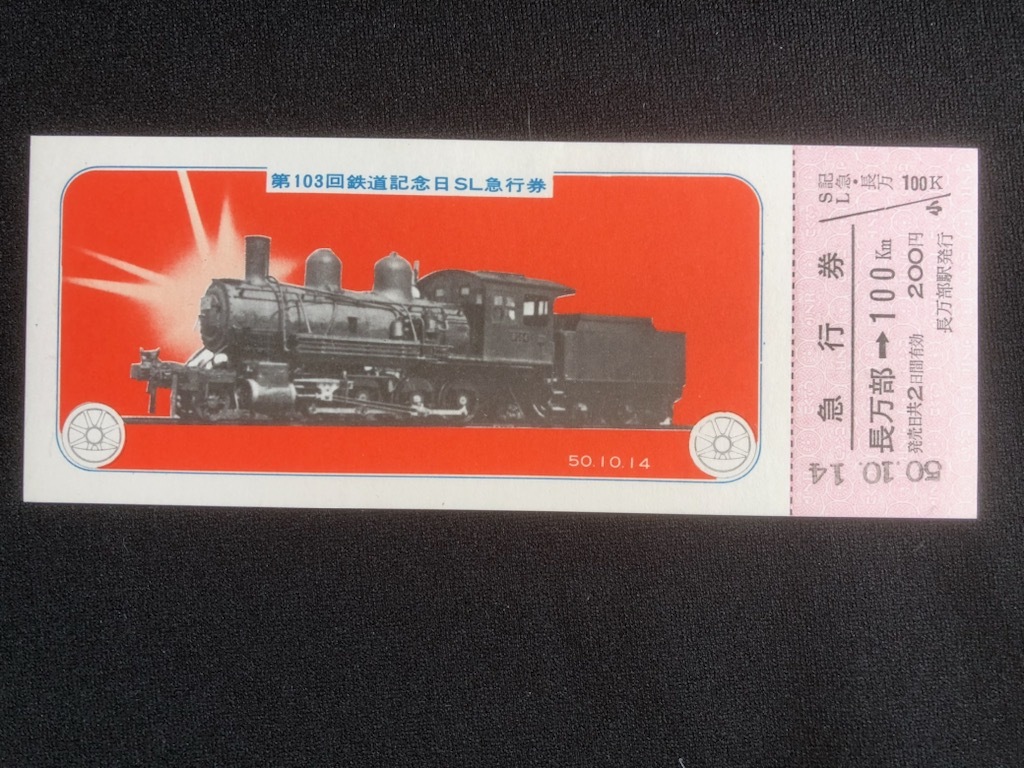 第103回鉄道記念日SL急行券
50.10.14
記急・長万
SL
100K
小
急行券
長万部➡100Km
発売日共2日間有効 200円
長万部駅発行
50.10.14